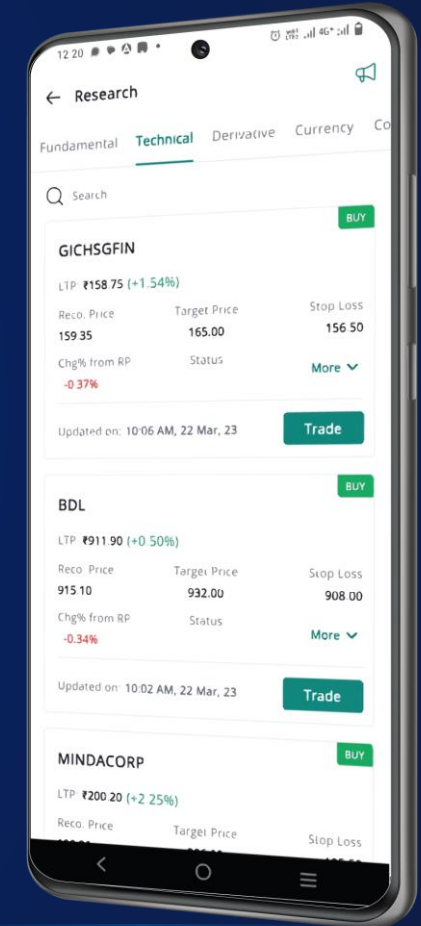 12 20
4G+
← Research
Fundamental Technical Derivative Currency Co
Search
BUY
GICHSGFIN
LTP ₹158 75 (+1.54%)
Reco. Price Target Price Stop Loss
159 35 165.00 156 50
Chg% from RP Status More
-0 37%
Updated on: 10:06 AM, 22 Mar, 23 Trade
BUY
BDL
LTP ₹911 90 (+0 50%)
Reco Price Target Price Stop Loss
915 10 932.00 908 00
Chg% from RP Status More
-0.34%
Updated on: 10:02 AM, 22 Mar, 23 Trade
BUY
MINDACORP
LTP ₹200 20 (+2 25%)
Reco. Price Target Price Stop Loss